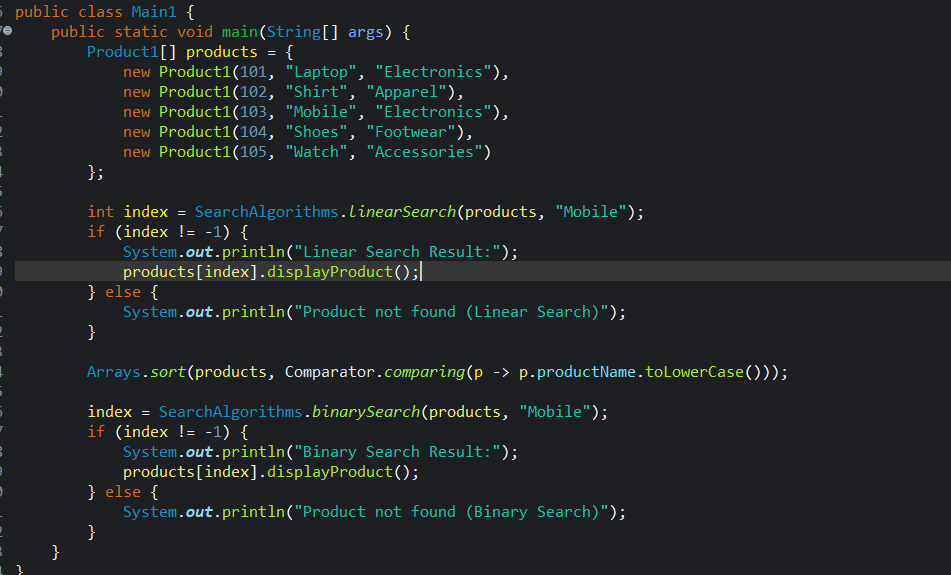 public class Main1 {
    public static void main(String[] args) {
        Product1[] products = {
            new Product1(101, "Laptop", "Electronics"),
            new Product1(102, "Shirt", "Apparel"),
            new Product1(103, "Mobile", "Electronics"),
            new Product1(104, "Shoes", "Footwear"),
            new Product1(105, "Watch", "Accessories")
        };
        int index = SearchAlgorithms.linearSearch(products, "Mobile");
        if (index != -1) {
            System.out.println("Linear Search Result:");
            products[index].displayProduct();
        } else {
            System.out.println("Product not found (Linear Search)");
        }
        Arrays.sort(products, Comparator.comparing(p -> p.productName.toLowerCase()));
        index = SearchAlgorithms.binarySearch(products, "Mobile");
        if (index != -1) {
            System.out.println("Binary Search Result:");
            products[index].displayProduct();
        } else {
            System.out.println("Product not found (Binary Search)");
        }
    }
}